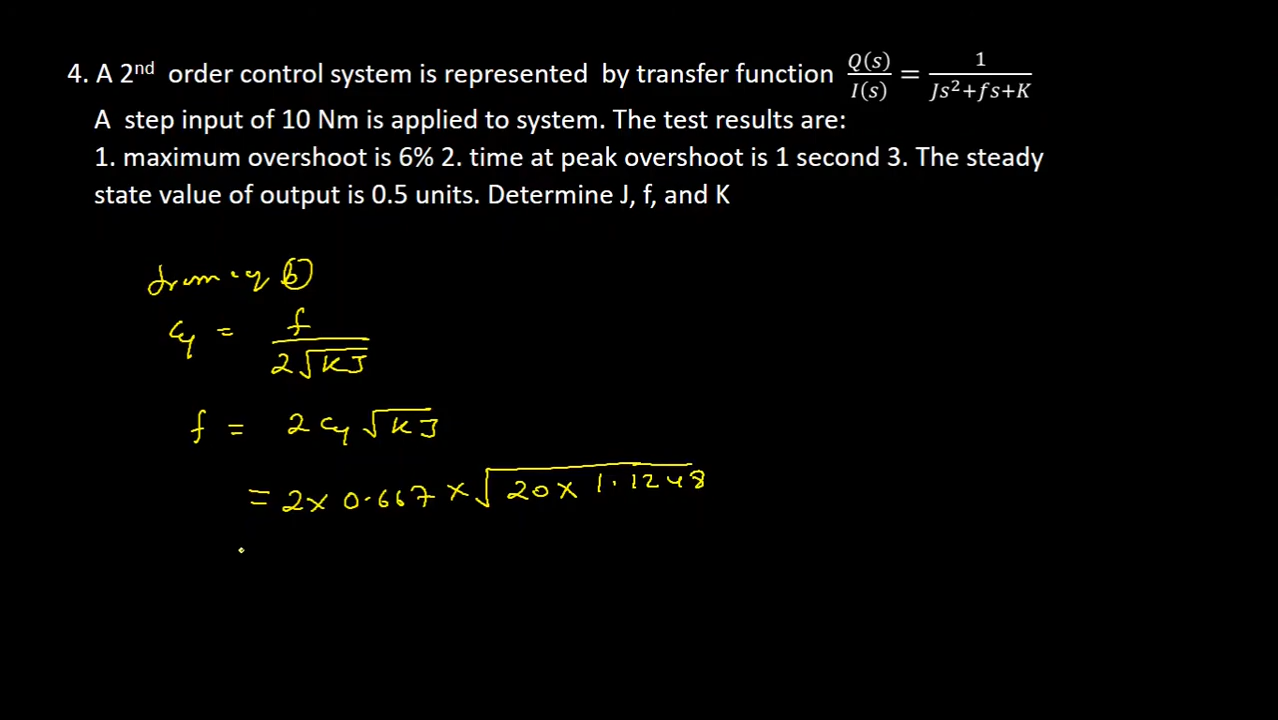 4. A 2nd order control system is represented by transfer function Q(s)/I(s) = 1/(Js²+fs+K)
A step input of 10 Nm is applied to system. The test results are:
1. maximum overshoot is 6% 2. time at peak overshoot is 1 second 3. The steady
state value of output is 0.5 units. Determine J, f, and K
from eq ⑥
ζ = f/(2√KJ)
f = 2ζ√KJ
= 2× 0.667 × √(20× 1.1248)